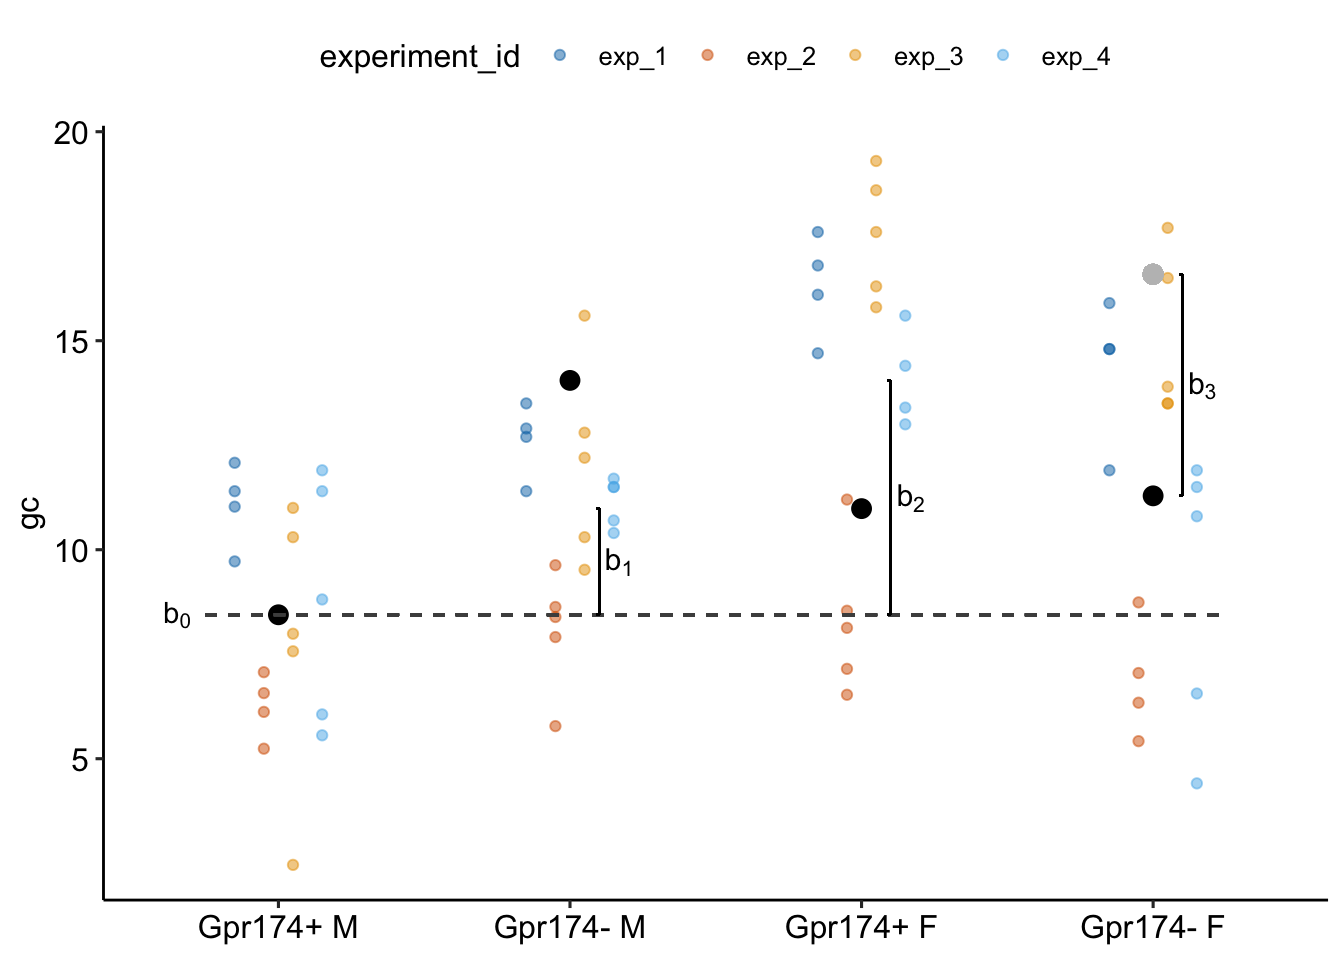 experiment_id exp_1 exp_2 exp_3 exp_4
20
15
10
5
gc
b₀
b₁
b₂
b₃
Gpr174+ M Gpr174- M Gpr174+ F Gpr174- F